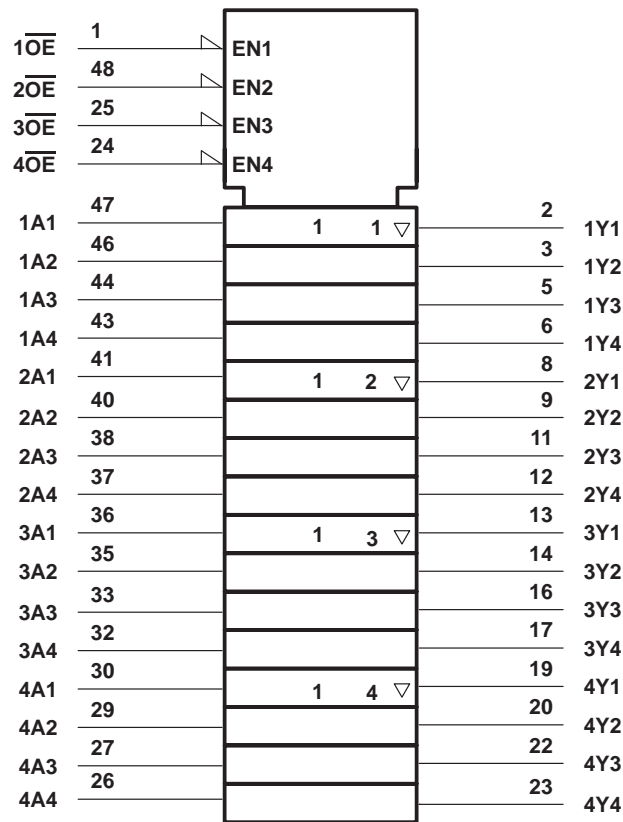 1O̅E̅ 1 EN1
2O̅E̅ 48 EN2
3O̅E̅ 25 EN3
4O̅E̅ 24 EN4
1A1 47 1 1 ▽ 2 1Y1
1A2 46 3 1Y2
1A3 44 5 1Y3
1A4 43 6 1Y4
2A1 41 1 2 ▽ 8 2Y1
2A2 40 9 2Y2
2A3 38 11 2Y3
2A4 37 12 2Y4
3A1 36 1 3 ▽ 13 3Y1
3A2 35 14 3Y2
3A3 33 16 3Y3
3A4 32 17 3Y4
4A1 30 1 4 ▽ 19 4Y1
4A2 29 20 4Y2
4A3 27 22 4Y3
4A4 26 23 4Y4